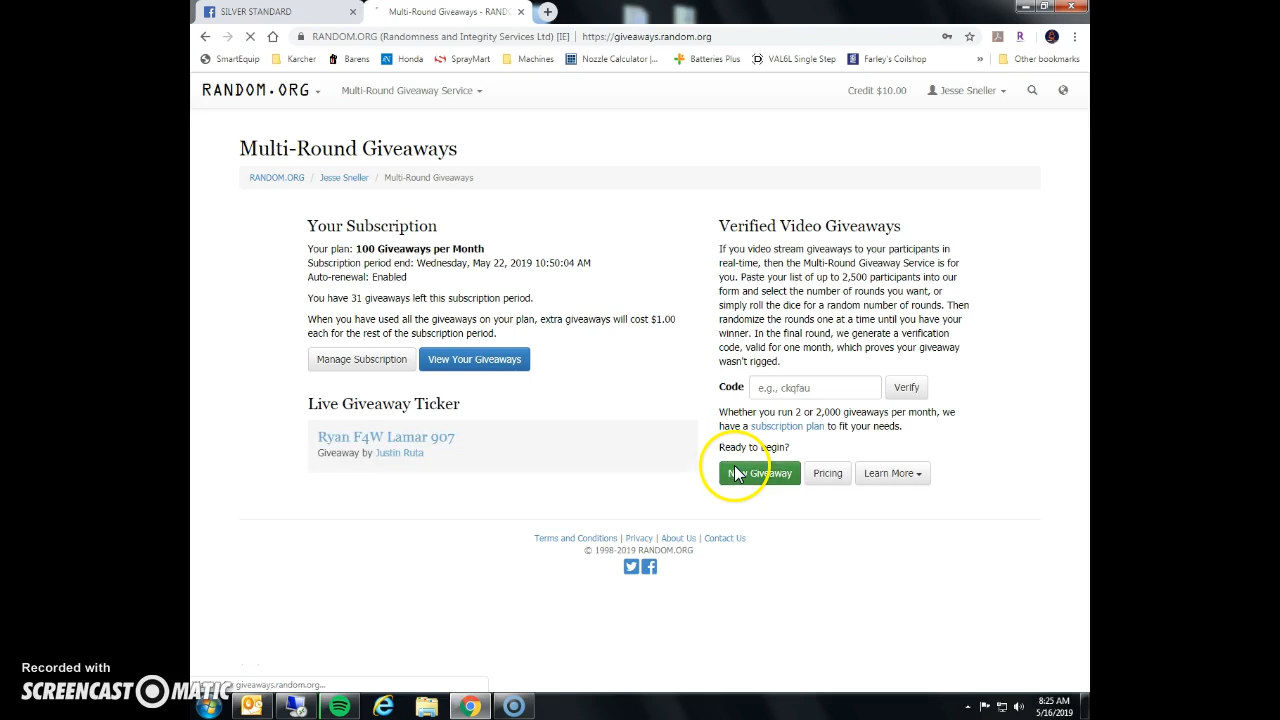 SILVER STANDARD
Multi-Round Giveaways - RAND
RANDOM.ORG (Randomness and Integrity Services Ltd) [IE] | https://giveaways.random.org
SmartEquip Karcher Barens Honda SprayMart Machines Nozzle Calculator |... Batteries Plus VAL6L Single Step Farley's Coilshop » Other bookmarks
RANDOM.ORG Multi-Round Giveaway Service Credit $10.00 Jesse Sneller
Multi-Round Giveaways
RANDOM.ORG / Jesse Sneller / Multi-Round Giveaways
Your Subscription
Your plan: 100 Giveaways per Month
Subscription period end: Wednesday, May 22, 2019 10:50:04 AM
Auto-renewal: Enabled
You have 31 giveaways left this subscription period.
When you have used all the giveaways on your plan, extra giveaways will cost $1.00
each for the rest of the subscription period.
Manage Subscription View Your Giveaways
Live Giveaway Ticker
Ryan F4W Lamar 907
Giveaway by Justin Ruta
Verified Video Giveaways
If you video stream giveaways to your participants in
real-time, then the Multi-Round Giveaway Service is for
you. Paste your list of up to 2,500 participants into our
form and select the number of rounds you want, or
simply roll the dice for a random number of rounds. Then
randomize the rounds one at a time until you have your
winner. In the final round, we generate a verification
code, valid for one month, which proves your giveaway
wasn't rigged.
Code e.g., ckqfau Verify
Whether you run 2 or 2,000 giveaways per month, we
have a subscription plan to fit your needs.
Ready to begin?
New Giveaway Pricing Learn More
Terms and Conditions | Privacy | About Us | Contact Us
© 1998-2019 RANDOM.ORG
giveaways.random.org...
Recorded with
SCREENCAST MATIC
8:25 AM
5/16/2019